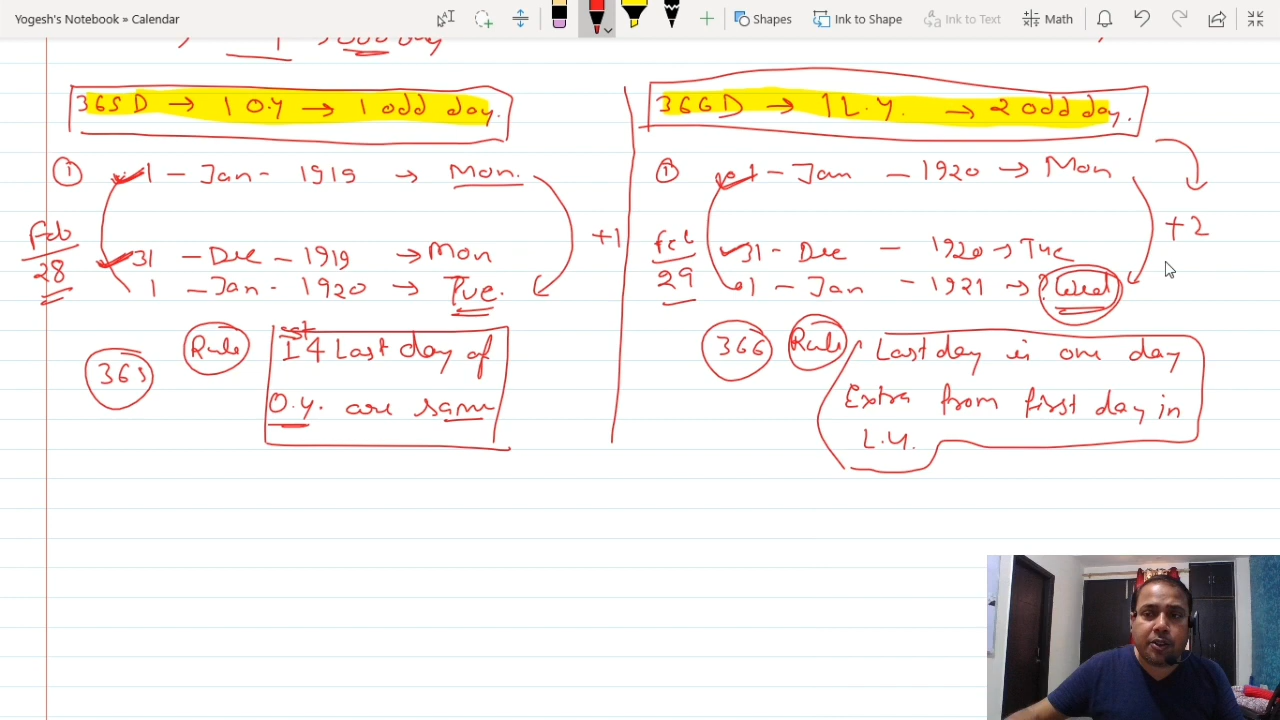 Yogesh's Notebook » Calendar
Shapes
Ink to Shape
Ink to Text
Math
1 odd day
365 D → 1 O.Y → 1 odd day.
① 1 - Jan - 1919 → Mon.
+1
Feb
28
31 - Dec - 1919 → Mon
1 - Jan - 1920 → Tue.
365
Rule
Ist & Last day of
O.Y. are same
366 D → 1 L.Y. → 2 odd day.
① 1 - Jan - 1920 → Mon
+2
Feb
29
31 - Dec - 1920 → Tue
1 - Jan - 1921 → ? Wed
366
Rule
Last day is one day
Extra from first day in
L.Y.